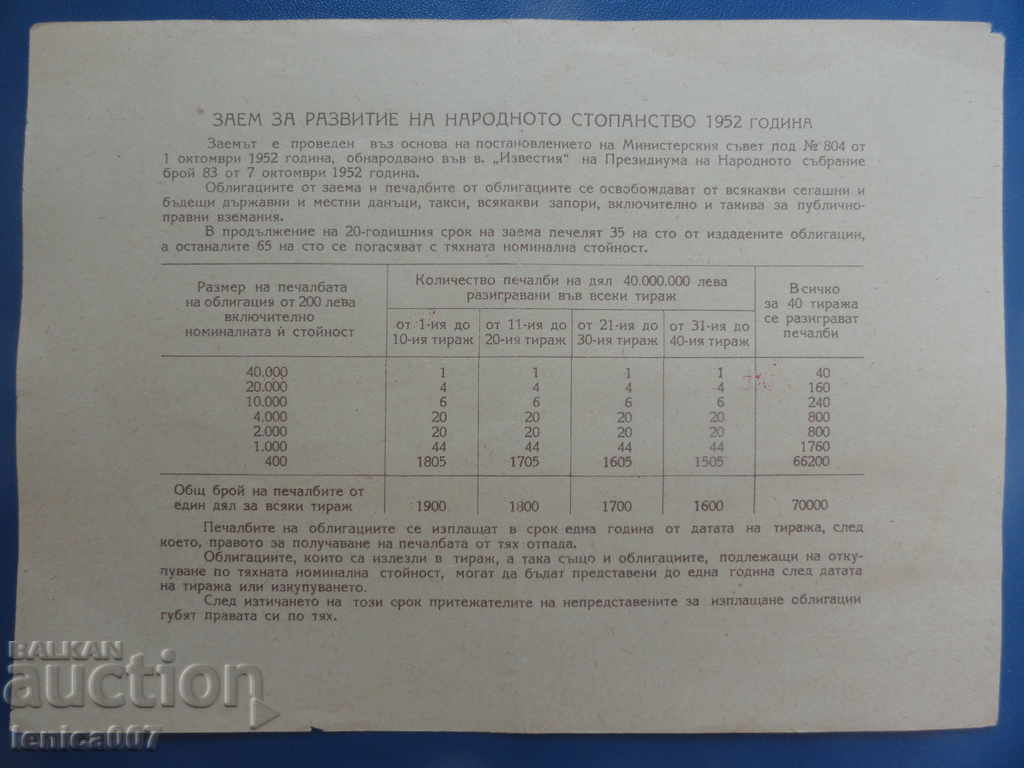 ЗАЕМ ЗА РАЗВИТИЕ НА НАРОДНОТО СТОПАНСТВО 1952 ГОДИНА
Заемът е проведен въз основа на постановлението на Министерския съвет под № 804 от
1 октомври 1952 година, обнародвано във в. „Известия“ на Президиума на Народното събрание
брой 83 от 7 октомври 1952 година.
Облигациите от заема и печалбите от облигациите се освобождават от всякакви сегашни и
бъдещи държавни и местни данъци, такси, всякакви запори, включително и такива за публично-
правни вземания.
В продължение на 20-годишния срок на заема печелят 35 на сто от издадените облигации,
а останалите 65 на сто се погасяват с тяхната номинална стойност.
Размер на печалбата
на облигация от 200 лева
включително
номиналната ѝ стойност
Количество печалби на дял 40.000.000 лева
разигравани във всеки тираж
от 1-ия до
10-ия тираж
от 11-ия до
20-ия тираж
от 21-ия до
30-ия тираж
от 31-ия до
40-ия тираж
Всичко
за 40 тиража
се разиграват
печалби
40.000 1 1 1 1 40
20.000 4 4 4 4 160
10.000 6 6 6 6 240
4.000 20 20 20 20 800
2.000 20 20 20 20 800
1.000 44 44 44 44 1760
400 1805 1705 1605 1505 66200
Общ брой на печалбите от
един дял за всяки тираж 1900 1800 1700 1600 70000
Печалбите на облигациите се изплащат в срок една година от датата на тиража, след
което, правото за получаване на печалбата от тях отпада.
Облигациите, които са излезли в тираж, а така също и облигациите, подлежащи на отку-
пуване по тяхната номинална стойност, могат да бъдат представени до една година след датата
на тиража или изкупуването.
След изтичането на този срок притежателите на непредставените за изплащане облигации
губят правата си по тях.
BALKAN
auction
lenica007